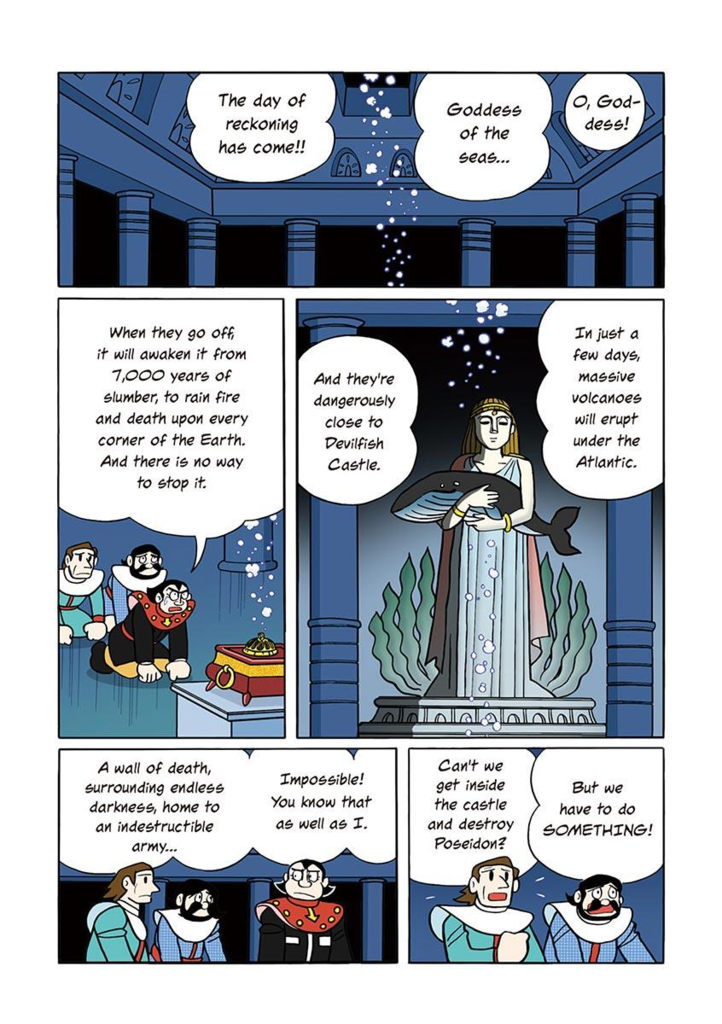 O, God-
dess!
Goddess
of the
seas...
The day of
reckoning
has come!!
In just a
few days,
massive
volcanoes
will erupt
under the
Atlantic.
And they're
dangerously
close to
Devilfish
Castle.
When they go off,
it will awaken it from
7,000 years of
slumber, to rain fire
and death upon every
corner of the Earth.
And there is no way
to stop it.
But we
have to do
SOMETHING!
Can't we
get inside
the castle
and destroy
Poseidon?
Impossible!
You know that
as well as I.
A wall of death,
surrounding endless
darkness, home to
an indestructible
army...